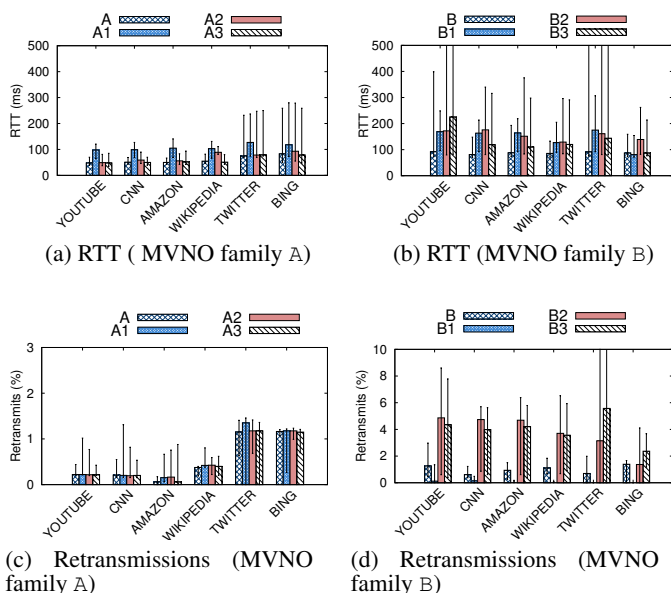 A A2
A1 A3
500
400
300
200
100
0
RTT (ms)
YOUTUBE CNN AMAZON WIKIPEDIA TWITTER BING
(a) RTT ( MVNO family A)
B B2
B1 B3
500
400
300
200
100
0
RTT (ms)
YOUTUBE CNN AMAZON WIKIPEDIA TWITTER BING
(b) RTT (MVNO family B)
A A2
A1 A3
3
2
1
0
Retransmits (%)
YOUTUBE CNN AMAZON WIKIPEDIA TWITTER BING
(c) Retransmissions (MVNO
family A)
B B2
B1 B3
10
8
6
4
2
0
Retransmits (%)
YOUTUBE CNN AMAZON WIKIPEDIA TWITTER BING
(d) Retransmissions (MVNO
family B)